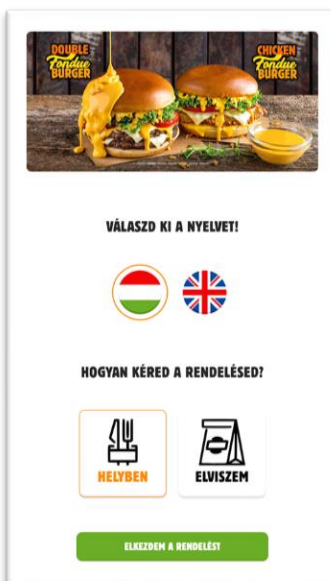 DOUBLE
Fondue
BURGER
CHICKEN
Fondue
BURGER
VÁLASZD KI A NYELVET!
HOGYAN KÉRED A RENDELÉSED?
HELYBEN
ELVISZEM
ELKEZDEM A RENDELÉST